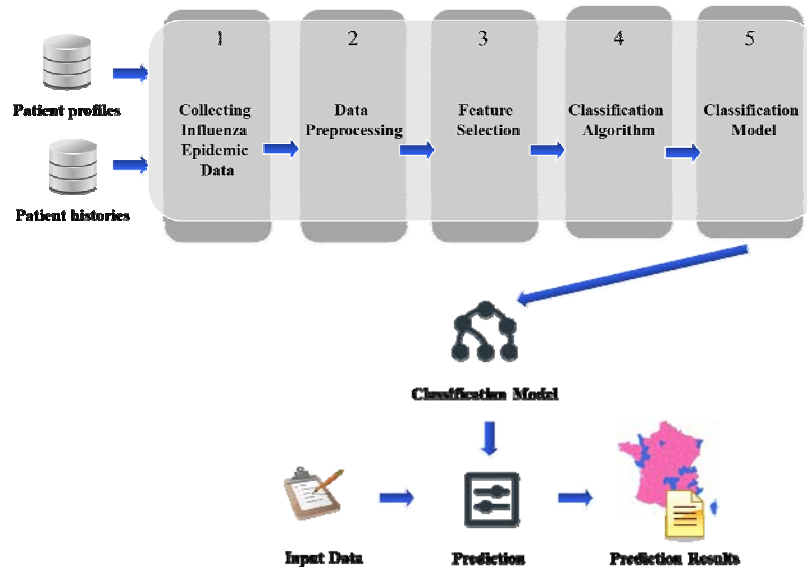 1
2
3
4
5
Patient profiles
Patient histories
Collecting
Influenza
Epidemic
Data
Data
Preprocessing
Feature
Selection
Classification
Algorithm
Classification
Model
Classification Model
Input Data
Prediction
Prediction Results